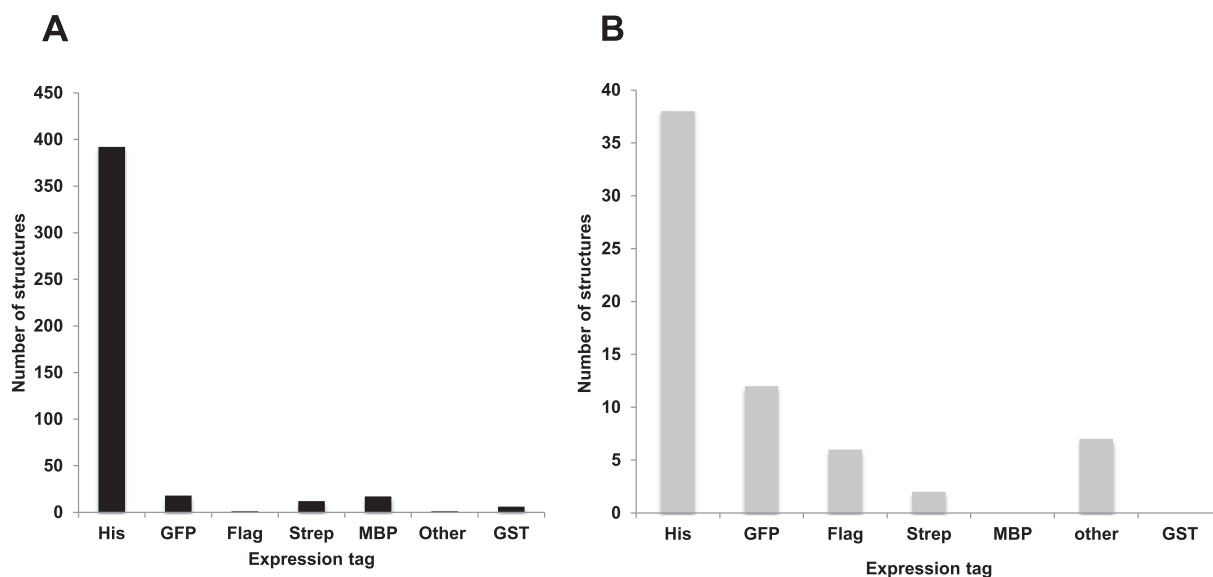 A
450
400
350
300
250
200
150
100
50
0
Number of structures
His GFP Flag Strep MBP Other GST
Expression tag
B
40
35
30
25
20
15
10
5
0
Number of structures
His GFP Flag Strep MBP other GST
Expression tag